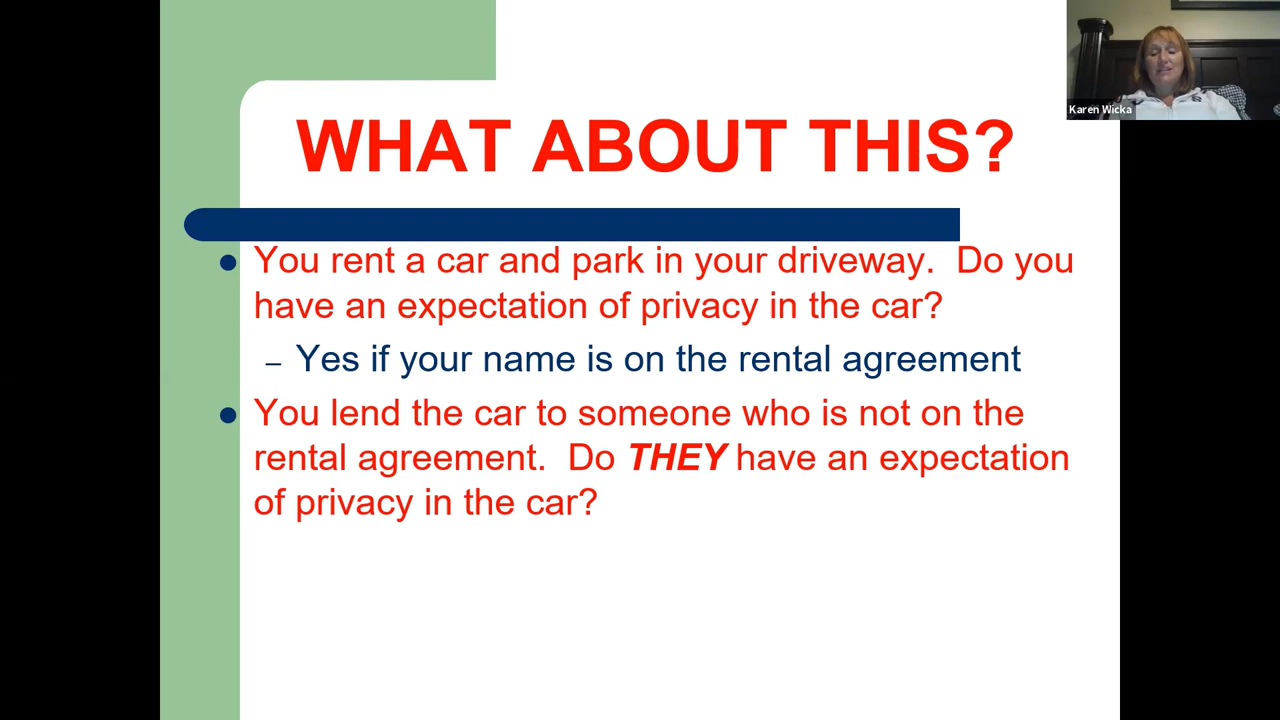 Karen Wicka
WHAT ABOUT THIS?
● You rent a car and park in your driveway.  Do you
have an expectation of privacy in the car?
– Yes if your name is on the rental agreement
● You lend the car to someone who is not on the
rental agreement.  Do THEY have an expectation
of privacy in the car?